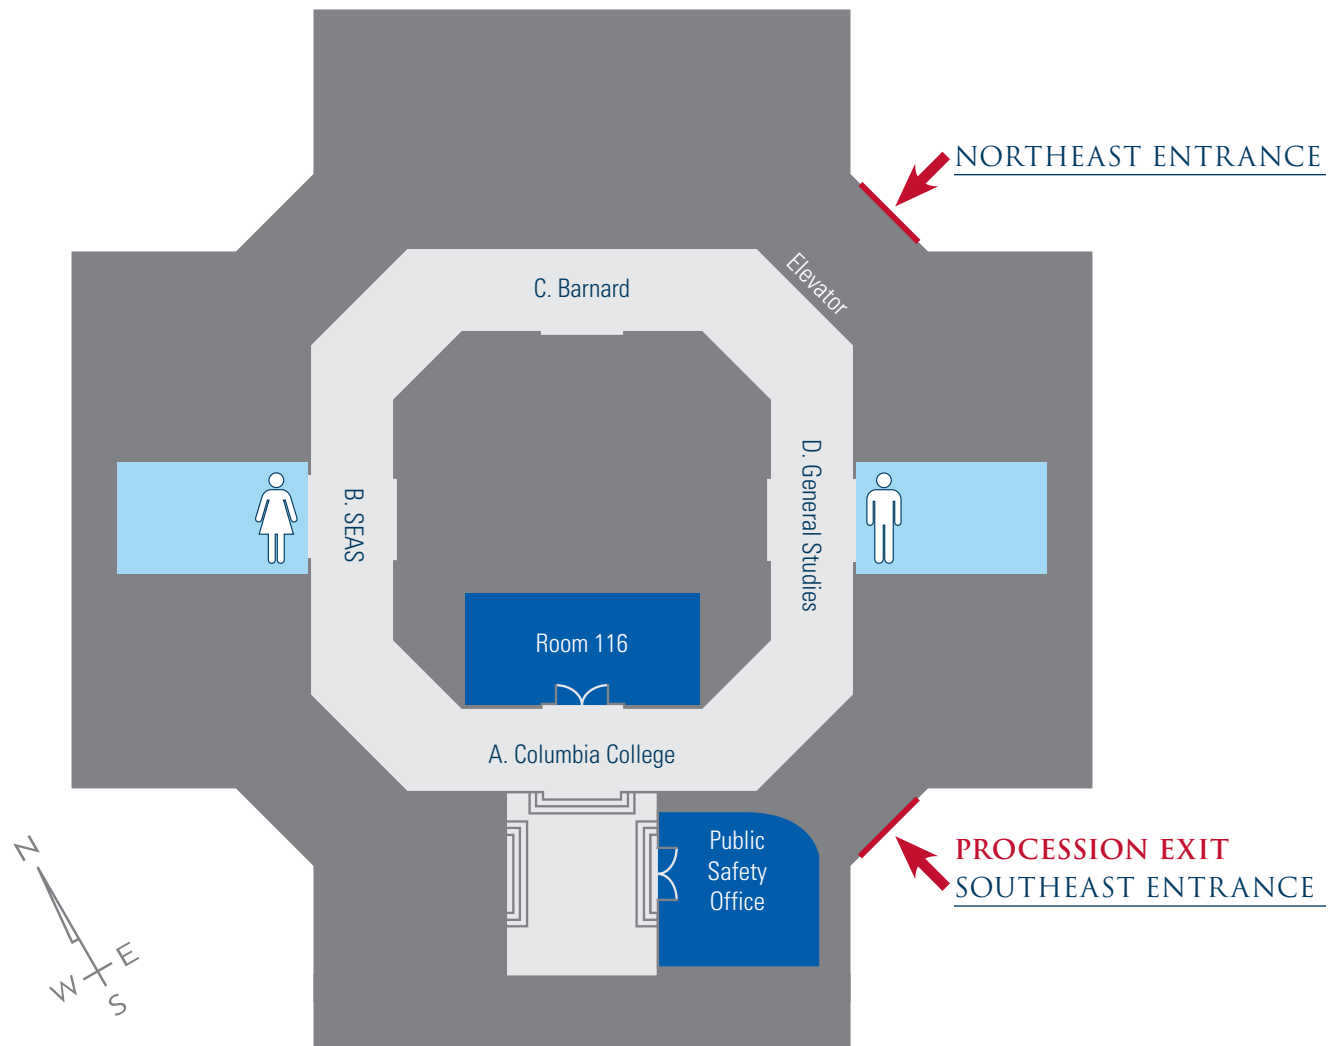 NORTHEAST ENTRANCE
Elevator
C. Barnard
D. General Studies
B. SEAS
Room 116
A. Columbia College
Public
Safety
Office
PROCESSION EXIT
SOUTHEAST ENTRANCE
N
E
W
S